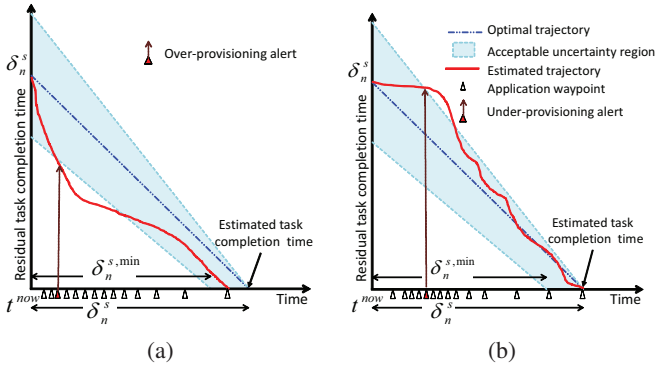 Over-provisioning alert
δ_n^s
Residual task completion time
Estimated task
completion time
δ_n^{s,min}
Time
t^{now}
δ_n^s
(a)
Optimal trajectory
Acceptable uncertainty region
Estimated trajectory
Application waypoint
Under-provisioning alert
δ_n^s
Residual task completion time
Estimated task
completion time
δ_n^{s,min}
Time
t^{now}
δ_n^s
(b)